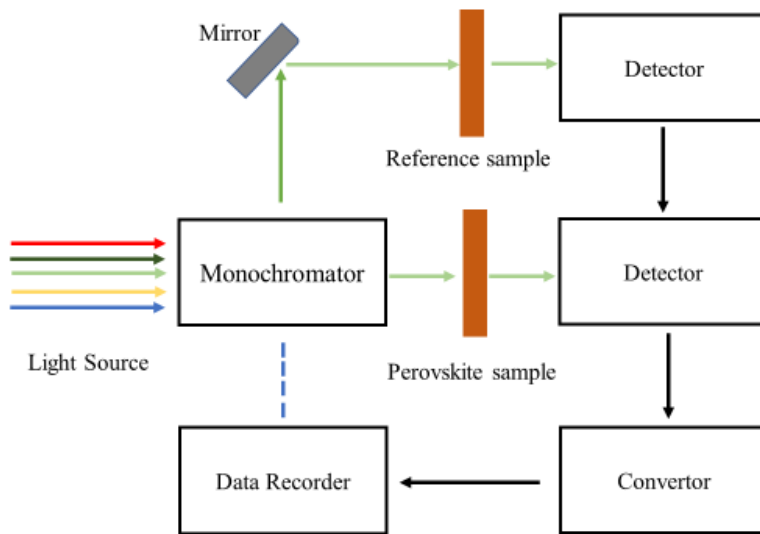 Mirror
Detector
Reference sample
Monochromator
Detector
Light Source
Perovskite sample
Data Recorder
Convertor